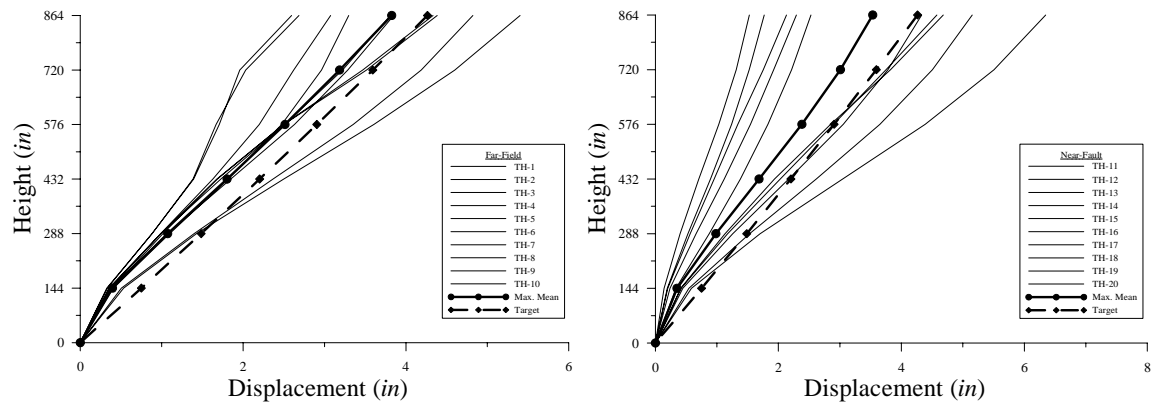 864
720
576
432
288
144
0
Height (in)
0
2
4
6
Displacement (in)
Far-Field
TH-1
TH-2
TH-3
TH-4
TH-5
TH-6
TH-7
TH-8
TH-9
TH-10
Max. Mean
Target
864
720
576
432
288
144
0
Height (in)
0
2
4
6
8
Displacement (in)
Near-Fault
TH-11
TH-12
TH-13
TH-14
TH-15
TH-16
TH-17
TH-18
TH-19
TH-20
Max. Mean
Target